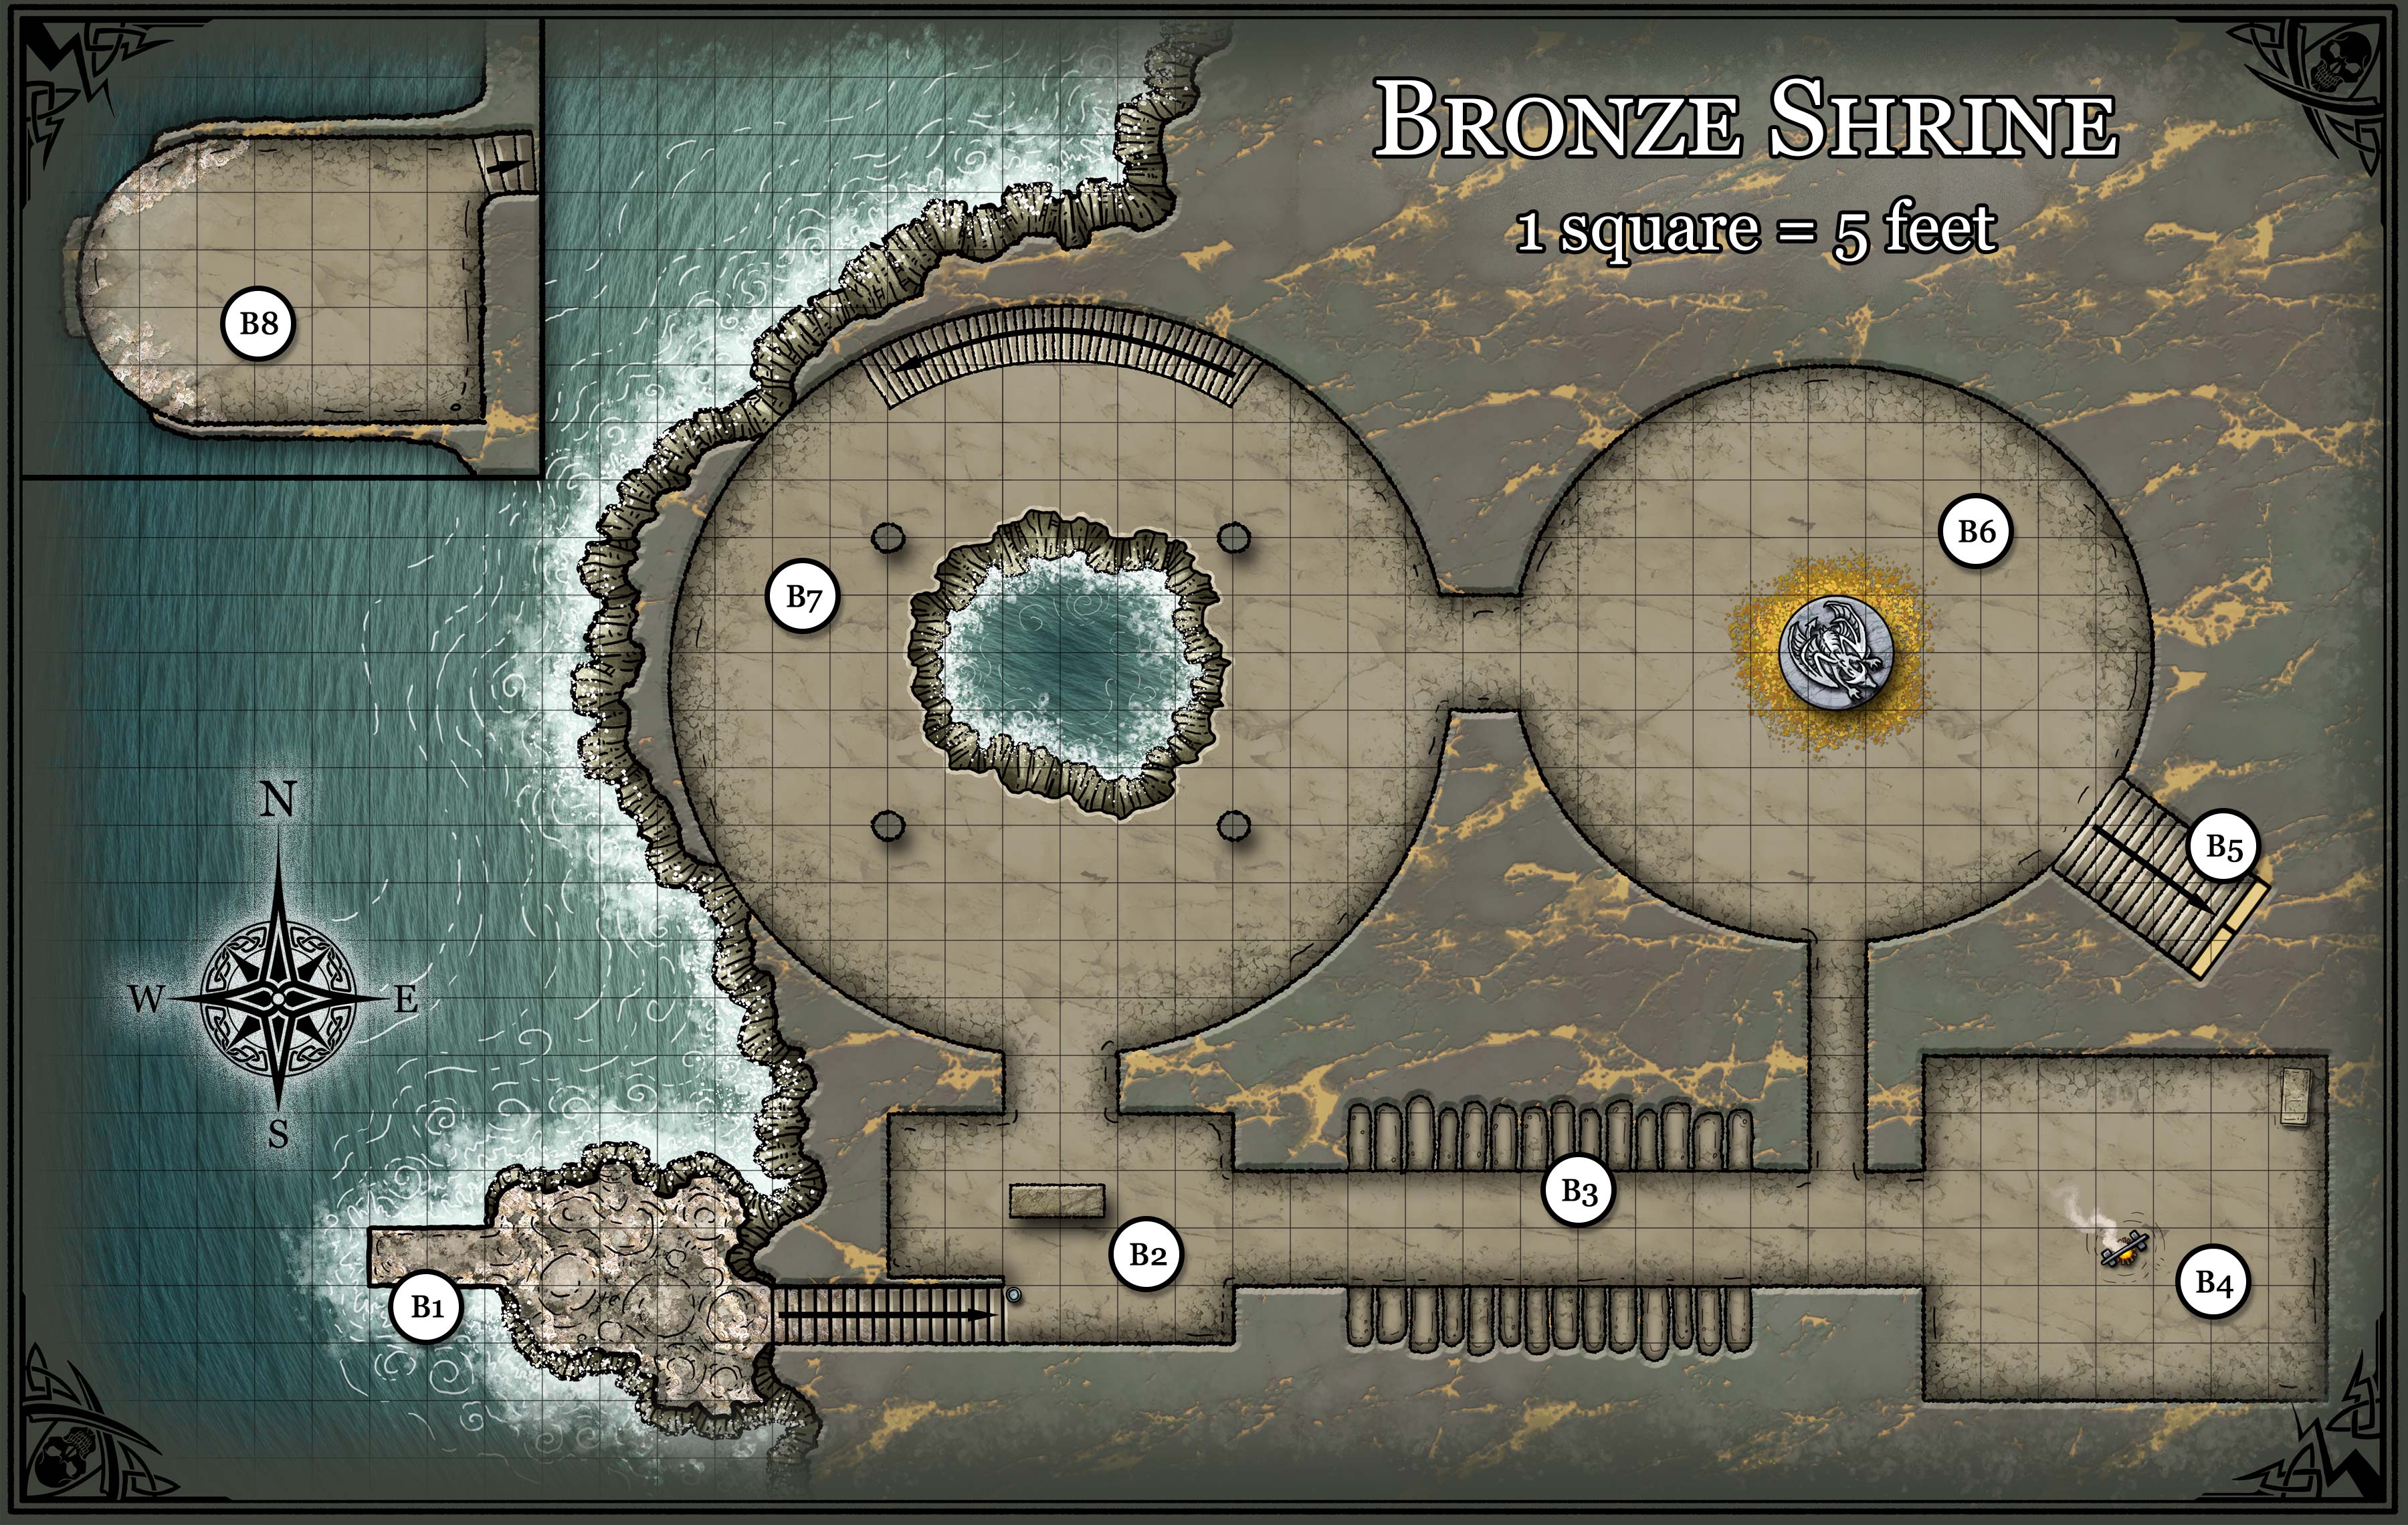 BRONZE SHRINE
1 square = 5 feet
B8
B6
B7
N
B5
W
E
S
B3
B2
B4
B1